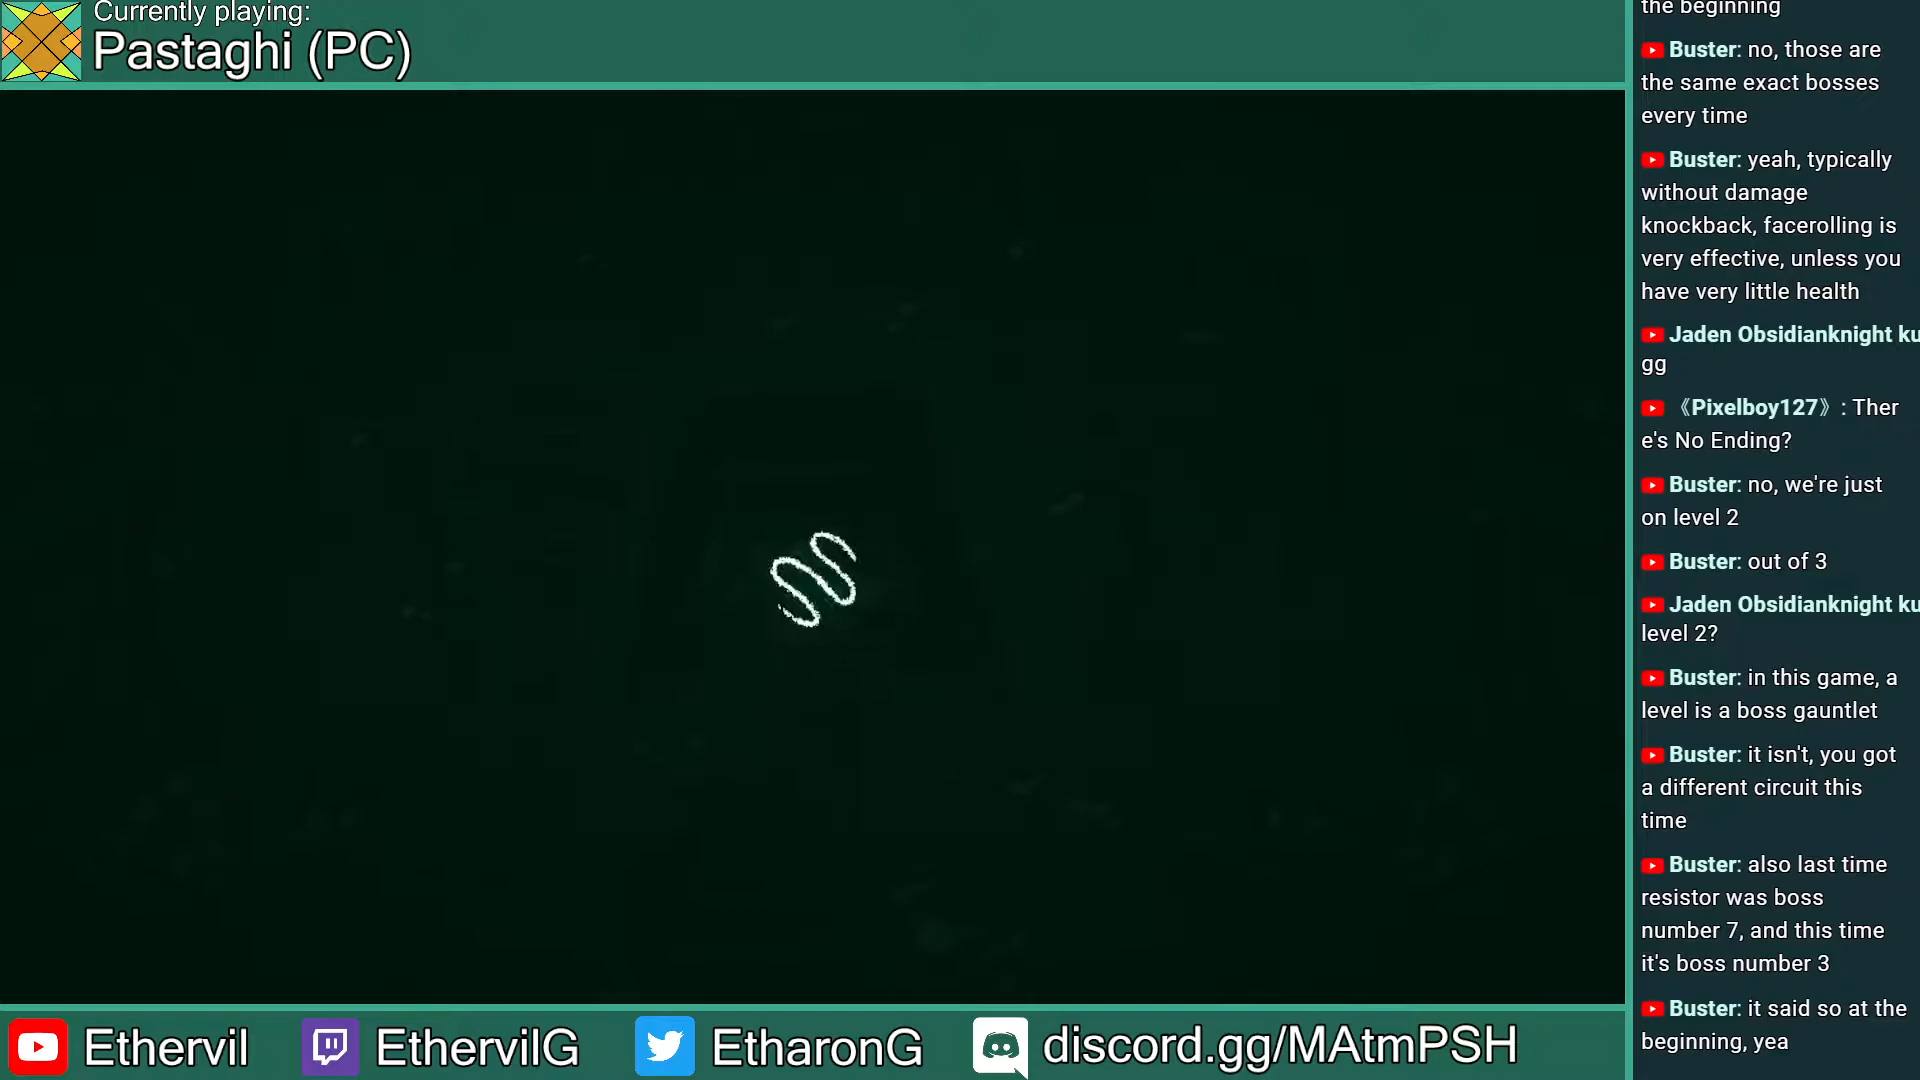 Currently playing:
Pastaghi (PC)
the beginning
Buster: no, those are
the same exact bosses
every time
Buster: yeah, typically
without damage
knockback, facerolling is
very effective, unless you
have very little health
Jaden Obsidianknight ku
gg
《Pixelboy127》: Ther
e's No Ending?
Buster: no, we're just
on level 2
Buster: out of 3
Jaden Obsidianknight ku
level 2?
Buster: in this game, a
level is a boss gauntlet
Buster: it isn't, you got
a different circuit this
time
Buster: also last time
resistor was boss
number 7, and this time
it's boss number 3
Buster: it said so at the
beginning, yea
Ethervil
EthervilG
EtharonG
discord.gg/MAtmPSH